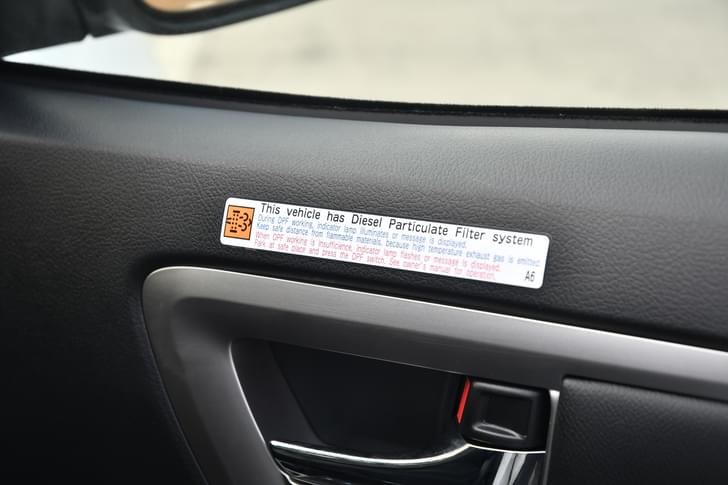 This vehicle has Diesel Particulate Filter system
During DPF working, indicator lamp illuminates or message is displayed.
Keep safe distance from flammable materials, because high temperature exhaust gas is emitted.
When DPF working is insufficience, indicator lamp flashes or message is displayed.
Park at safe place and press the DPF switch. See owner's manual for operation.
A6